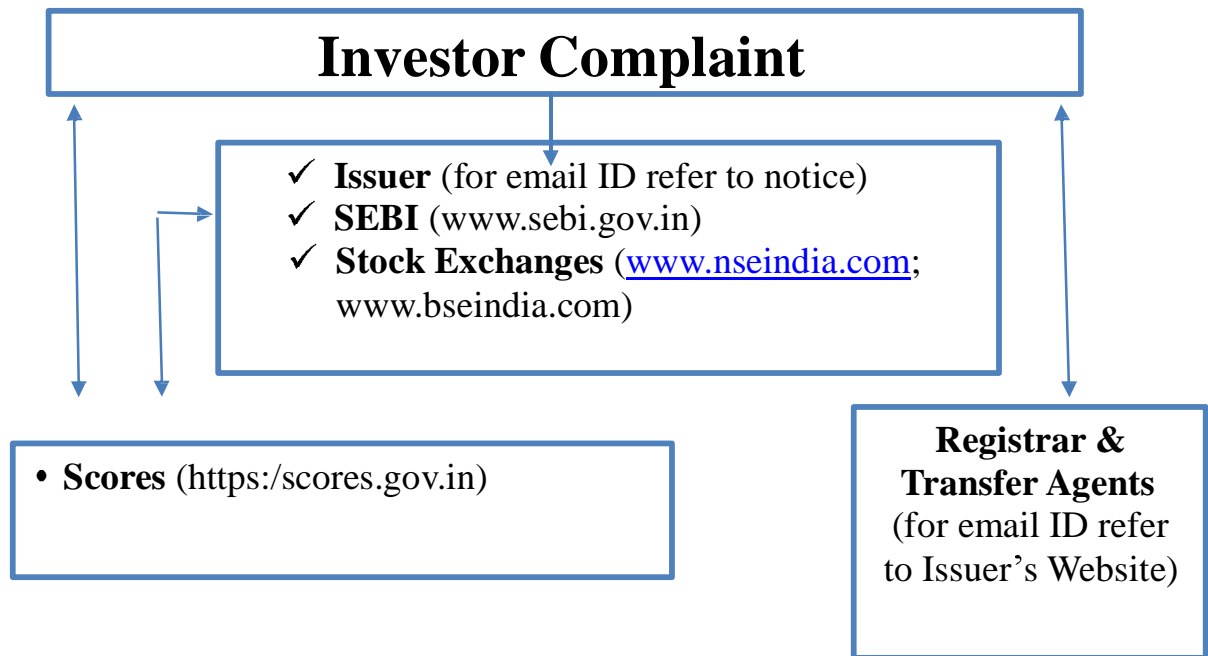 Investor Complaint
✓ Issuer (for email ID refer to notice)
✓ SEBI (www.sebi.gov.in)
✓ Stock Exchanges (www.nseindia.com;
www.bseindia.com)
• Scores (https:/scores.gov.in)
Registrar &
Transfer Agents
(for email ID refer
to Issuer’s Website)